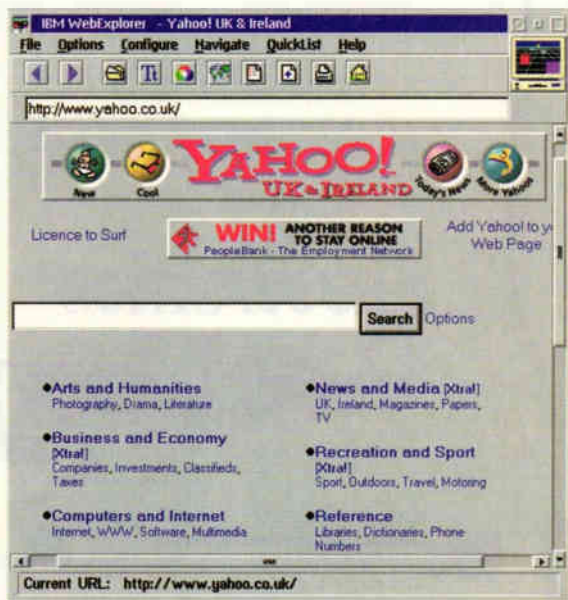 IBM WebExplorer - Yahoo! UK & Ireland
File Options Configure Navigate QuickList Help
http://www.yahoo.co.uk/
New Cool YAHOO! Today's News More Yahoos
UK & IRELAND
Licence to Surf
WIN! ANOTHER REASON
TO STAY ONLINE
PeopleBank - The Employment Network
Add Yahoo! to yo
Web Page
Search Options
Arts and Humanities
Photography, Drama, Literature
Business and Economy
[Xtra!]
Companies, Investments, Classifieds,
Taxes
Computers and Internet
Internet, WWW, Software, Multimedia
News and Media [Xtra!]
UK, Ireland, Magazines, Papers,
TV
Recreation and Sport
[Xtra!]
Sport, Outdoors, Travel, Motoring
Reference
Libraries, Dictionaries, Phone
Numbers
Current URL: http://www.yahoo.co.uk/